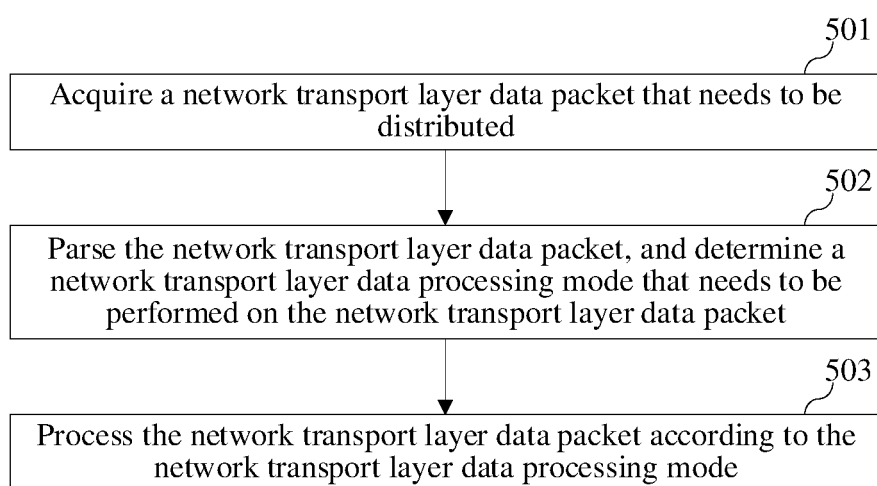 501
Acquire a network transport layer data packet that needs to be
distributed
502
Parse the network transport layer data packet, and determine a
network transport layer data processing mode that needs to be
performed on the network transport layer data packet
503
Process the network transport layer data packet according to the
network transport layer data processing mode